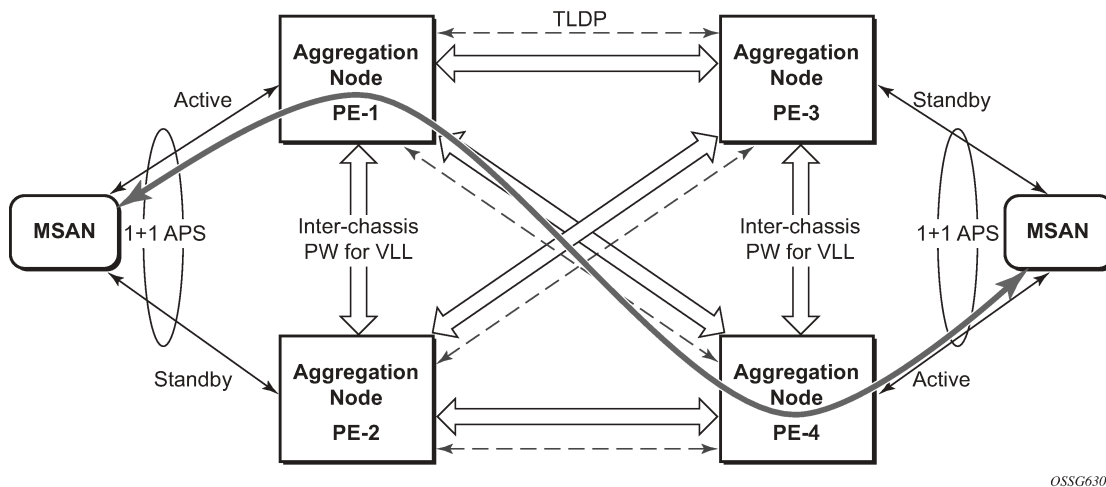 TLDP
Aggregation
Node
PE-1
Aggregation
Node
PE-3
Active
Standby
MSAN
1+1 APS
Inter-chassis
PW for VLL
Inter-chassis
PW for VLL
1+1 APS
MSAN
Standby
Aggregation
Node
PE-2
Aggregation
Node
PE-4
Active
OSSG630